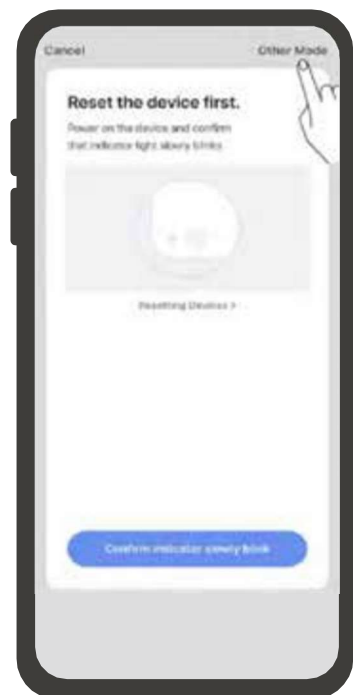 Cancel Other Mode
Reset the device first.
Power on the device and confirm
that indicator light slowly blinks
Resetting Devices >
Confirm indicator slowly blink